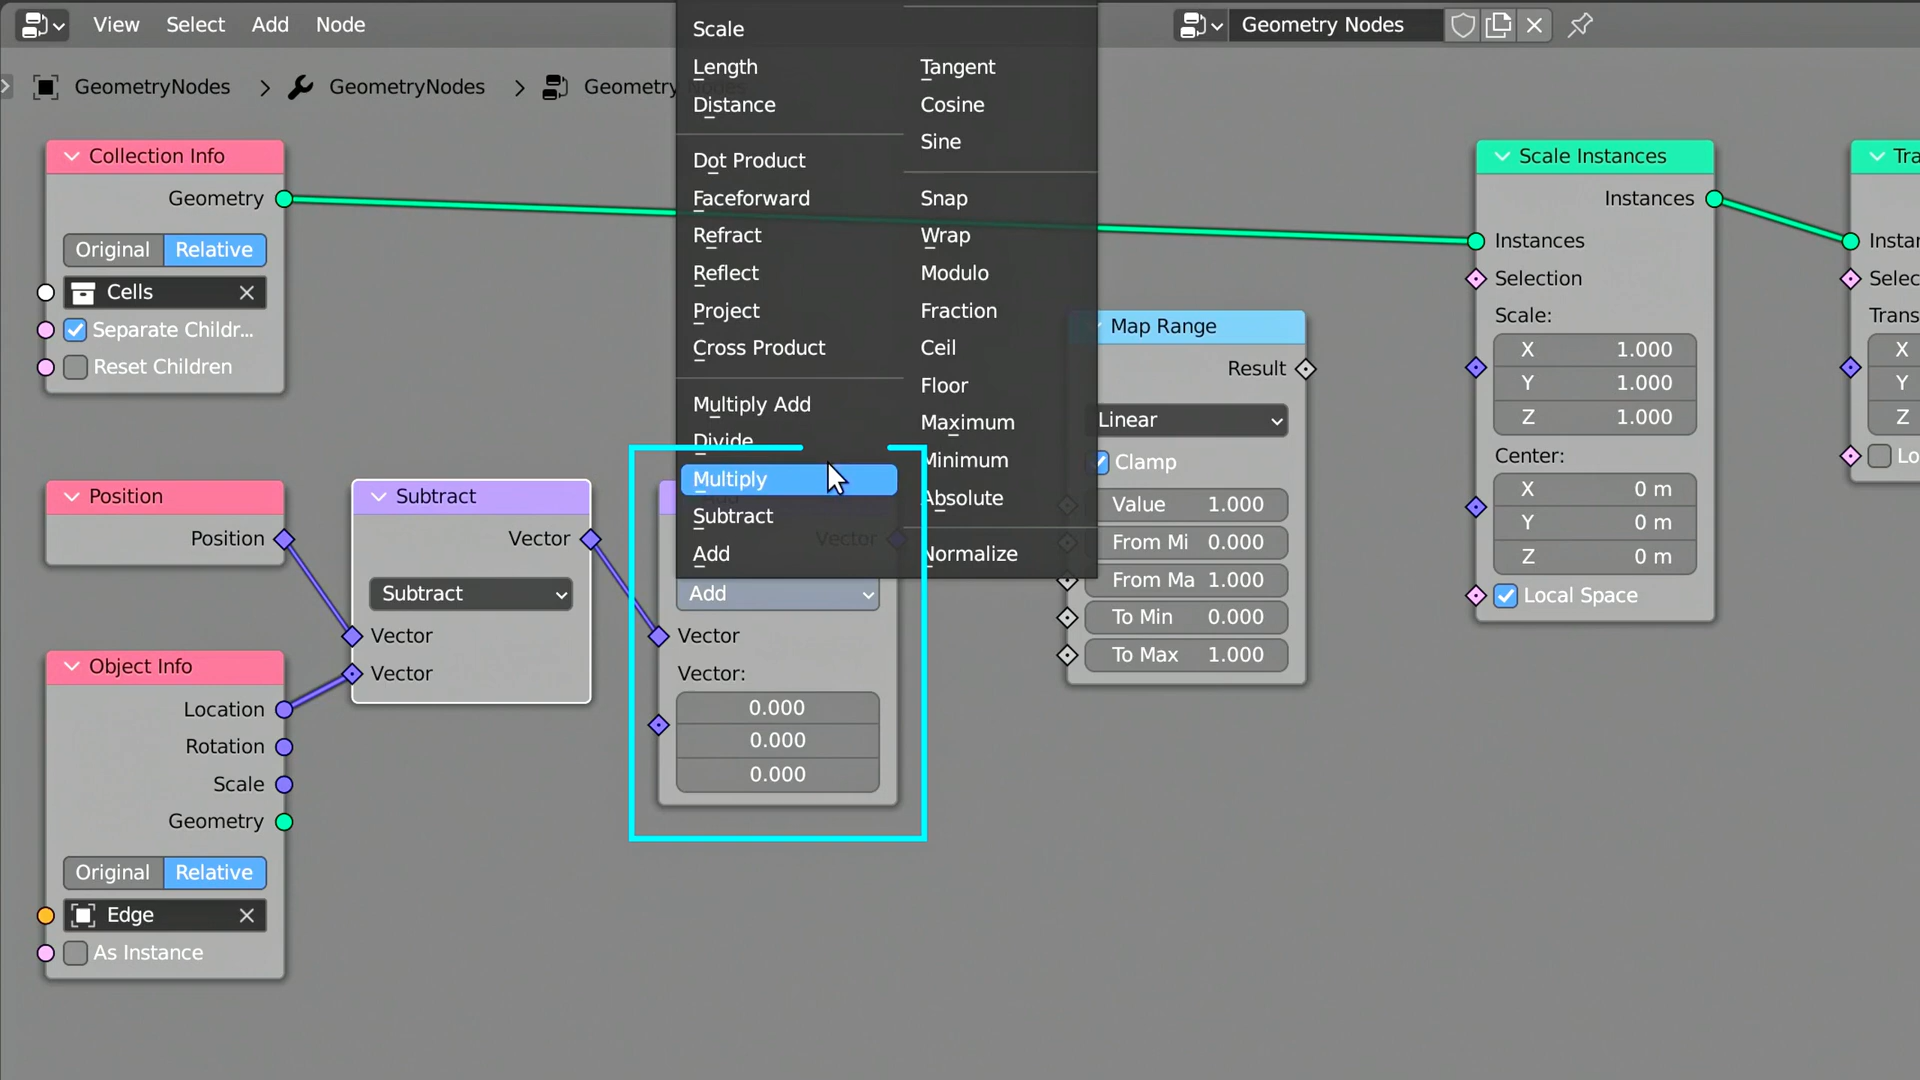 View Select Add Node
Geometry Nodes
GeometryNodes > GeometryNodes > Geometry Nodes
Collection Info
Geometry
Original Relative
Cells
Separate Childr...
Reset Children
Position
Position
Object Info
Location
Rotation
Scale
Geometry
Original Relative
Edge
As Instance
Subtract
Vector
Subtract
Vector
Vector
Scale
Length
Distance
Dot Product
Faceforward
Refract
Reflect
Project
Cross Product
Multiply Add
Divide
Multiply
Subtract
Add
Tangent
Cosine
Sine
Snap
Wrap
Modulo
Fraction
Ceil
Floor
Maximum
Minimum
Absolute
Normalize
Vector
Add
Vector
Vector:
0.000
0.000
0.000
Map Range
Result
Linear
Clamp
Value 1.000
From Mi 0.000
From Ma 1.000
To Min 0.000
To Max 1.000
Scale Instances
Instances
Instances
Selection
Scale:
X 1.000
Y 1.000
Z 1.000
Center:
X 0 m
Y 0 m
Z 0 m
Local Space
Tra
Instar
Selec
Trans
X
Y
Z
Lo